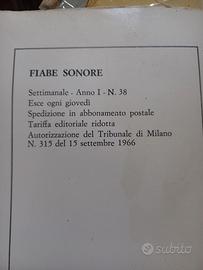 FIABE SONORE
Settimanale - Anno I - N. 38
Esce ogni giovedì
Spedizione in abbonamento postale
Tariffa editoriale ridotta
Autorizzazione del Tribunale di Milano
N. 315 del 15 settembre 1966
subito